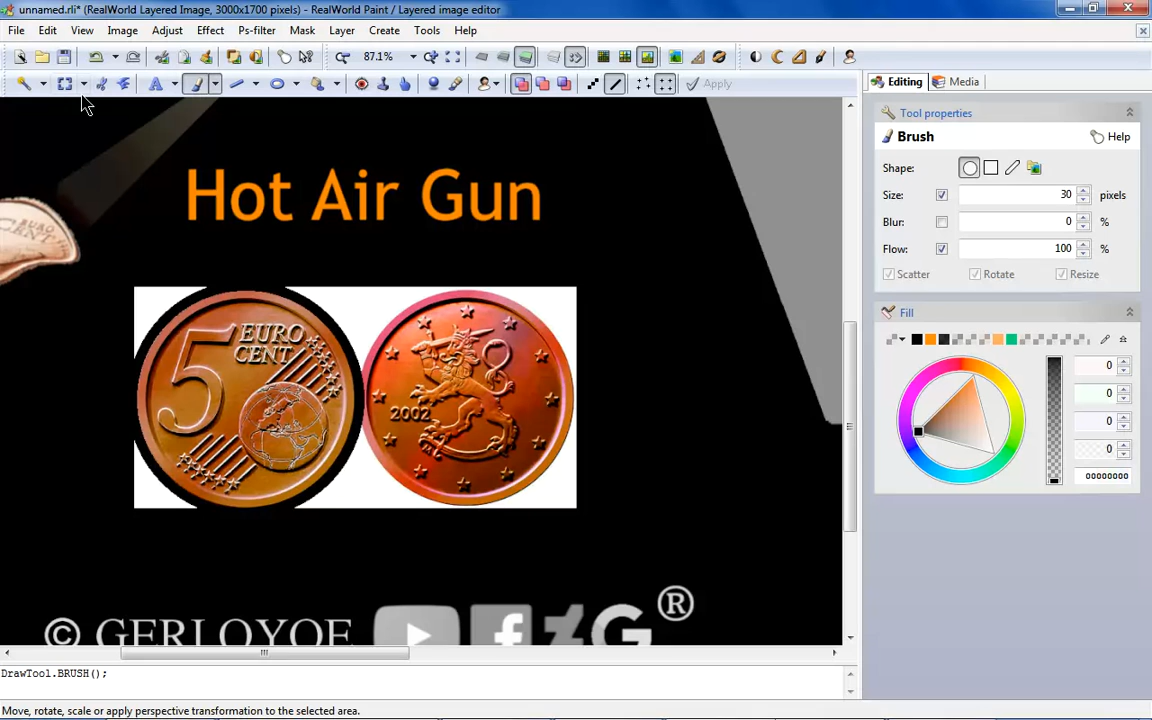 unnamed.rli* (RealWorld Layered Image, 3000x1700 pixels) - RealWorld Paint / Layered image editor
File Edit View Image Adjust Effect Ps-filter Mask Layer Create Tools Help
87.1%
Apply
Editing Media
Tool properties
Brush Help
Shape:
Size: 30 pixels
Blur: 0 %
Flow: 100 %
Scatter Rotate Resize
Fill
0
0
0
0
00000000
Hot Air Gun
EURO
CENT
5 EURO
CENT
2002
© GERLOYOE f G ®
DrawTool.BRUSH();
Move, rotate, scale or apply perspective transformation to the selected area.